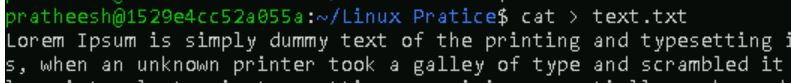 pratheesh@1529e4cc52a055a:~/Linux Pratice$ cat > text.txt
Lorem Ipsum is simply dummy text of the printing and typesetting i
s, when an unknown printer took a galley of type and scrambled it